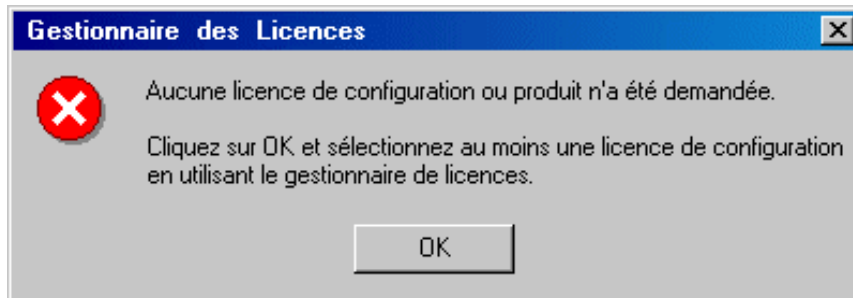 Gestionnaire des Licences
Aucune licence de configuration ou produit n'a été demandée.
Cliquez sur OK et sélectionnez au moins une licence de configuration
en utilisant le gestionnaire de licences.
OK